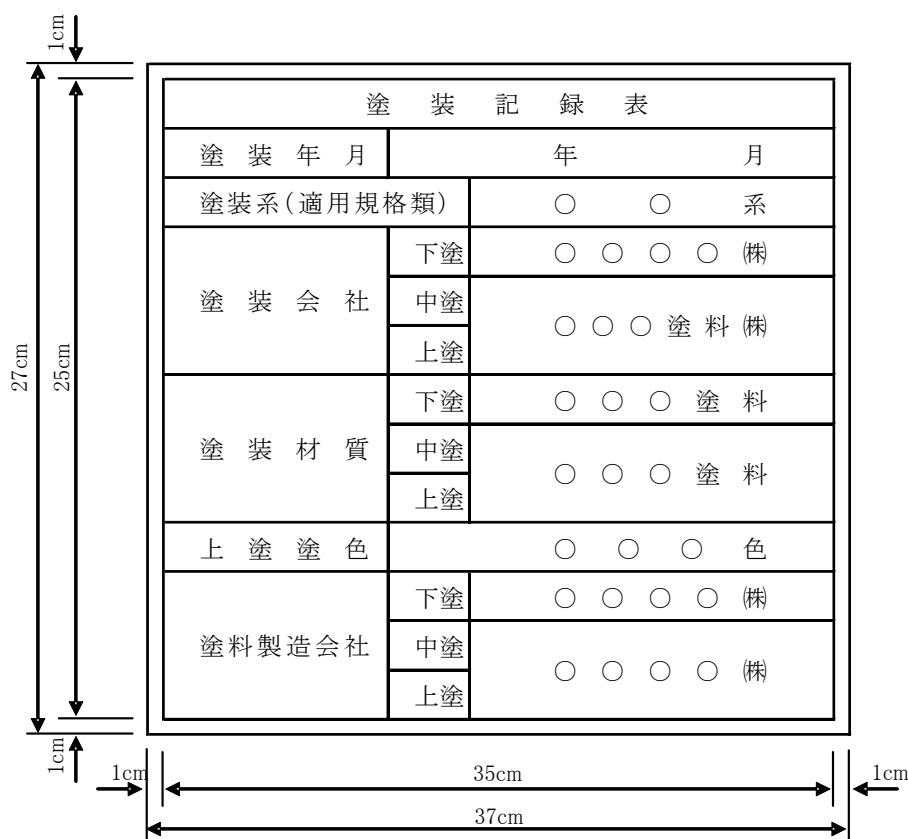 1cm
塗装記録表
塗装年月 年 月
塗装系(適用規格類) ○ ○ 系
塗装会社 下塗 ○ ○ ○ ○ ㈱
中塗 ○ ○ ○ 塗 料 ㈱
上塗
塗装材質 下塗 ○ ○ ○ 塗 料
中塗 ○ ○ ○ 塗 料
上塗
上塗塗色 ○ ○ ○ 色
塗料製造会社 下塗 ○ ○ ○ ○ ㈱
中塗 ○ ○ ○ ○ ㈱
上塗
27cm
25cm
1cm
1cm
35cm
1cm
37cm